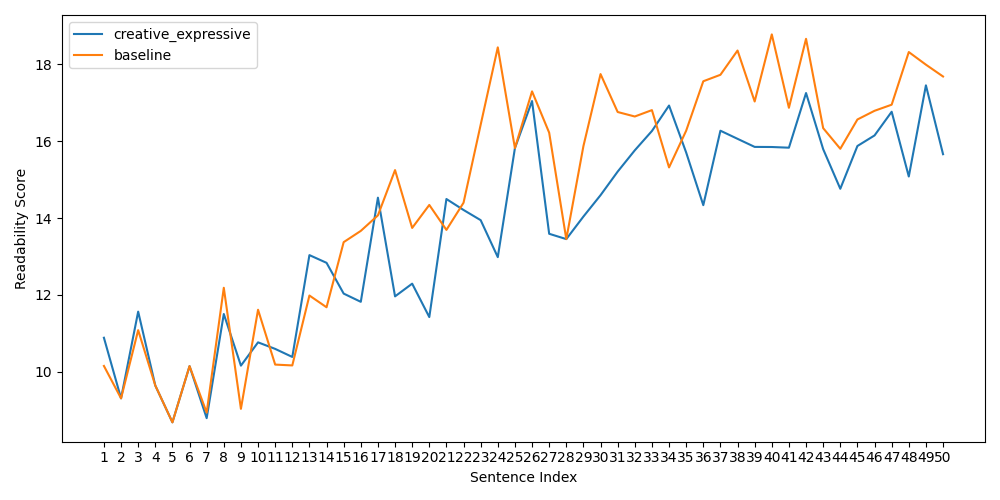 creative_expressive
baseline
18
16
14
12
10
Readability Score
1 2 3 4 5 6 7 8 9 10 11 12 13 14 15 16 17 18 19 20 21 22 23 24 25 26 27 28 29 30 31 32 33 34 35 36 37 38 39 40 41 42 43 44 45 46 47 48 49 50
Sentence Index